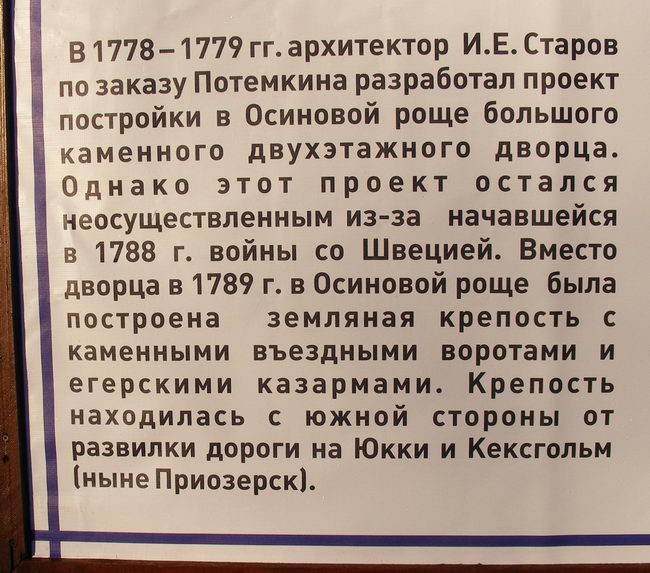 В 1778 – 1779 гг. архитектор И.Е. Старов
по заказу Потемкина разработал проект
постройки в Осиновой роще большого
каменного двухэтажного дворца.
Однако этот проект остался
неосуществленным из-за начавшейся
в 1788 г. войны со Швецией. Вместо
дворца в 1789 г. в Осиновой роще была
построена земляная крепость с
каменными въездными воротами и
егерскими казармами. Крепость
находилась с южной стороны от
развилки дороги на Юкки и Кексгольм
(ныне Приозерск).